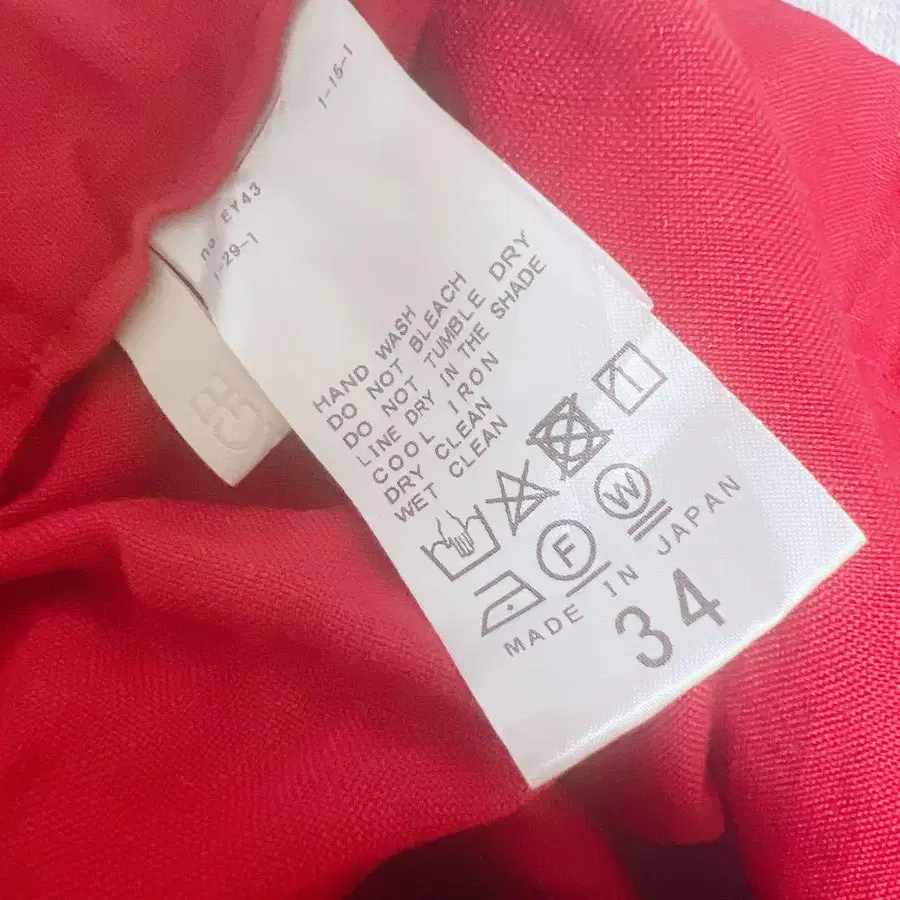 1-15-1
no EY43
1-29-1
HAND WASH
DO NOT BLEACH
DO NOT TUMBLE DRY
LINE DRY IN THE SHADE
COOL IRON
DRY CLEAN
WET CLEAN
F
W
MADE IN JAPAN
34